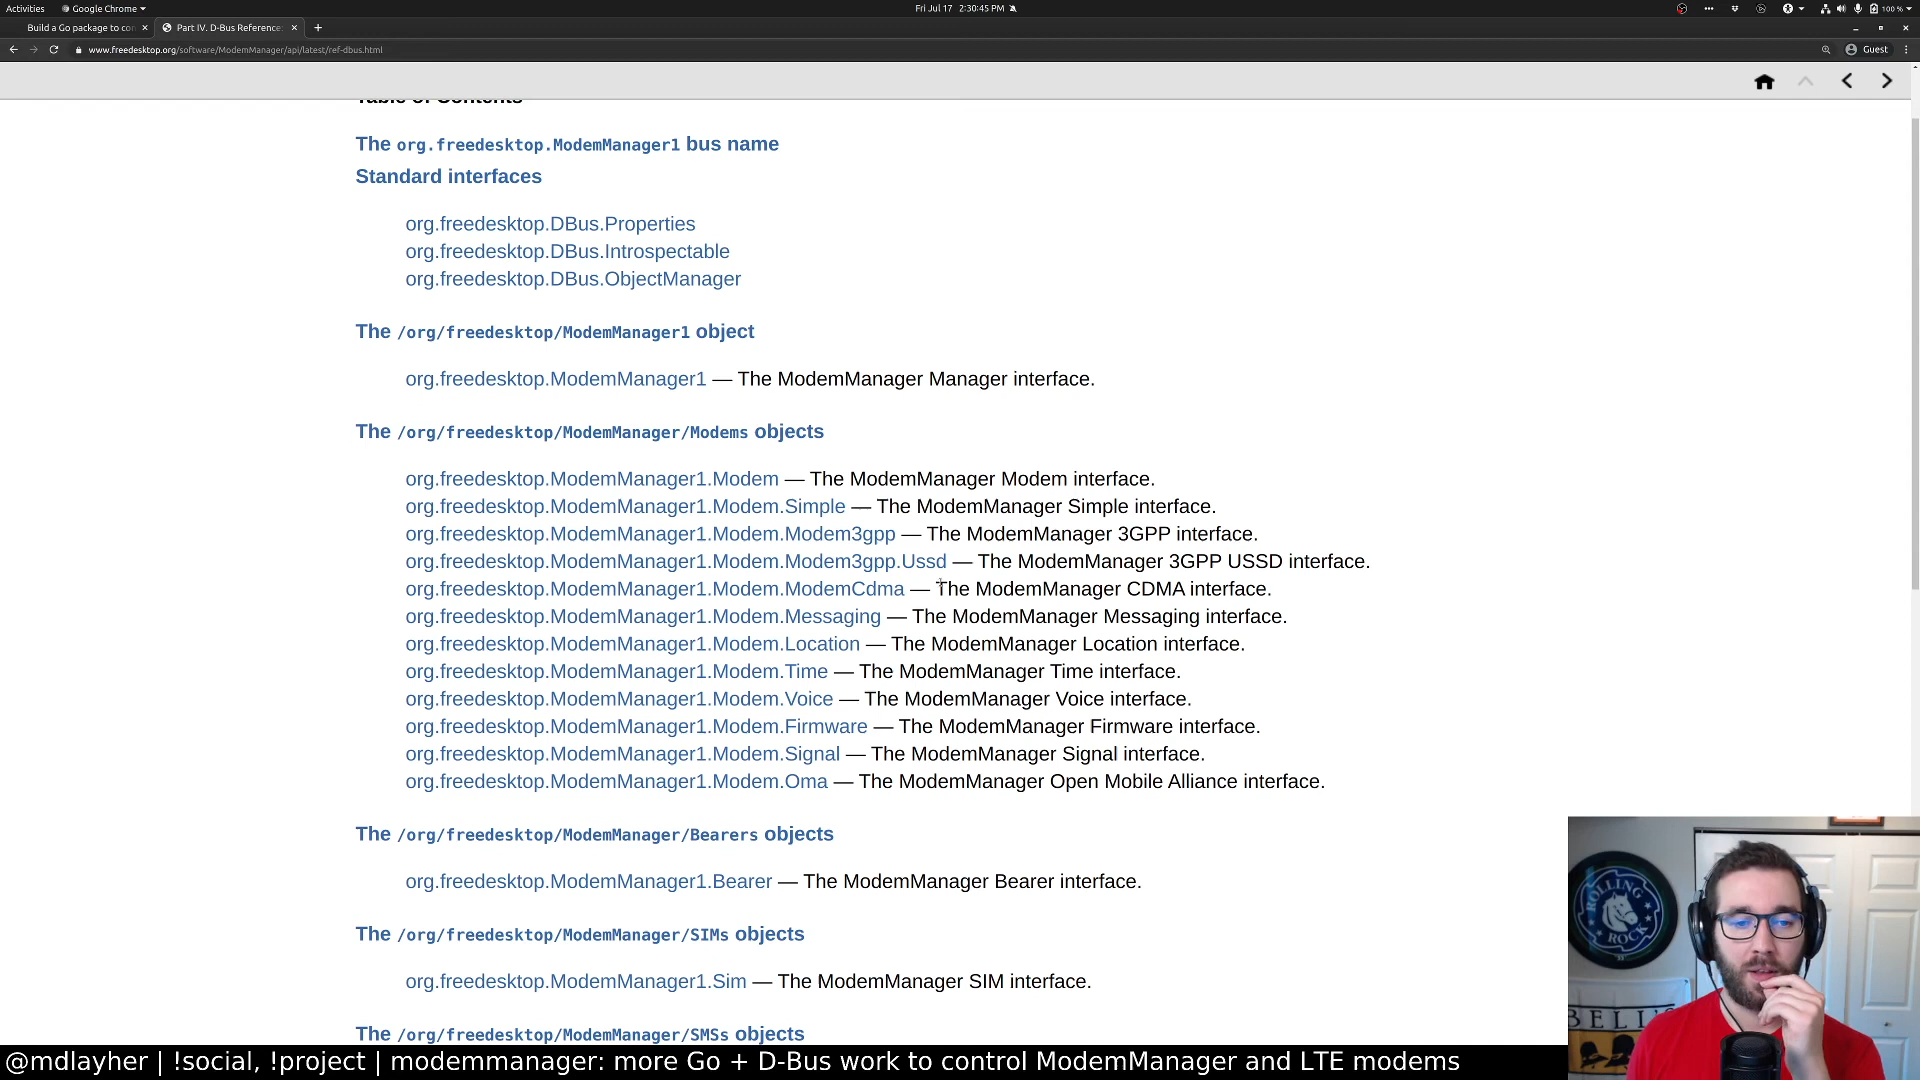 Activities
Google Chrome
Fri Jul 17 2:30:45 PM
100 %
Build a Go package to con
Part IV. D-Bus Reference:
www.freedesktop.org/software/ModemManager/api/latest/ref-dbus.html
Guest
Table of Contents
The org.freedesktop.ModemManager1 bus name
Standard interfaces
org.freedesktop.DBus.Properties
org.freedesktop.DBus.Introspectable
org.freedesktop.DBus.ObjectManager
The /org/freedesktop/ModemManager1 object
org.freedesktop.ModemManager1 — The ModemManager Manager interface.
The /org/freedesktop/ModemManager/Modems objects
org.freedesktop.ModemManager1.Modem — The ModemManager Modem interface.
org.freedesktop.ModemManager1.Modem.Simple — The ModemManager Simple interface.
org.freedesktop.ModemManager1.Modem.Modem3gpp — The ModemManager 3GPP interface.
org.freedesktop.ModemManager1.Modem.Modem3gpp.Ussd — The ModemManager 3GPP USSD interface.
org.freedesktop.ModemManager1.Modem.ModemCdma — The ModemManager CDMA interface.
org.freedesktop.ModemManager1.Modem.Messaging — The ModemManager Messaging interface.
org.freedesktop.ModemManager1.Modem.Location — The ModemManager Location interface.
org.freedesktop.ModemManager1.Modem.Time — The ModemManager Time interface.
org.freedesktop.ModemManager1.Modem.Voice — The ModemManager Voice interface.
org.freedesktop.ModemManager1.Modem.Firmware — The ModemManager Firmware interface.
org.freedesktop.ModemManager1.Modem.Signal — The ModemManager Signal interface.
org.freedesktop.ModemManager1.Modem.Oma — The ModemManager Open Mobile Alliance interface.
The /org/freedesktop/ModemManager/Bearers objects
org.freedesktop.ModemManager1.Bearer — The ModemManager Bearer interface.
The /org/freedesktop/ModemManager/SIMs objects
org.freedesktop.ModemManager1.Sim — The ModemManager SIM interface.
The /org/freedesktop/ModemManager/SMSs objects
ROLLING
ROCK
BELL'S
@mdlayher | !social, !project | modemmanager: more Go + D-Bus work to control ModemManager and LTE modems